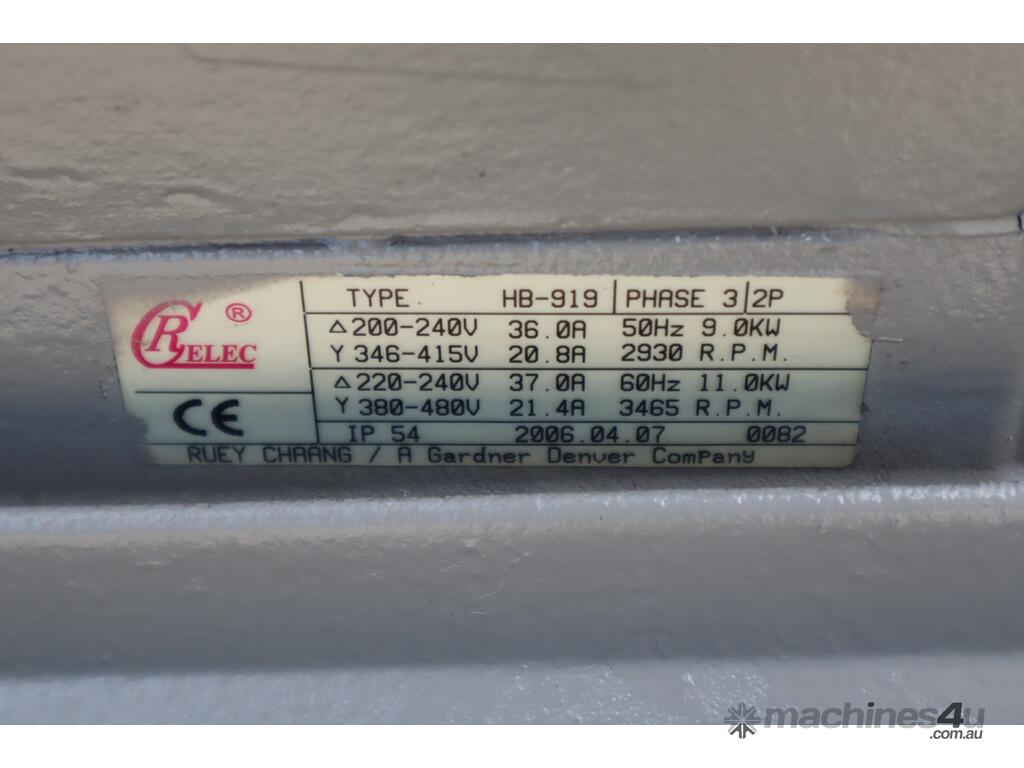 TYPE. HB-919 PHASE 3 2P
CR ELEC ®
△ 200-240V 36.0A 50Hz 9.0KW
Y 346-415V 20.8A 2930 R.P.M.
△ 220-240V 37.0A 60Hz 11.0KW
Y 380-480V 21.4A 3465 R.P.M.
CE
IP 54 2006.04.07 0082
RUEY CHAANG / A Gardner Denver ComPany
machines4u
.com.au